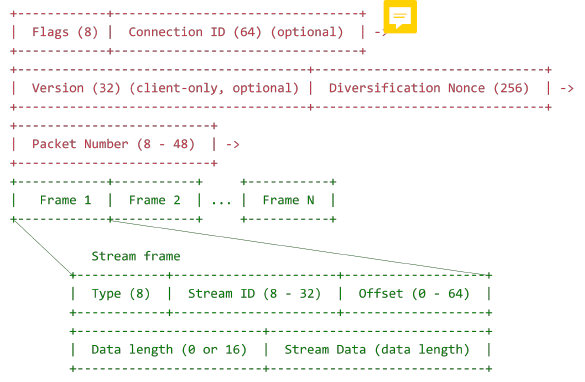 Flags (8) | Connection ID (64) (optional) | ->
Version (32) (client-only, optional) | Diversification Nonce (256) | ->
Packet Number (8 - 48) | ->
Frame 1 | Frame 2 | ... | Frame N |
Stream frame
Type (8) | Stream ID (8 - 32) | Offset (0 - 64) |
Data length (0 or 16) | Stream Data (data length) |